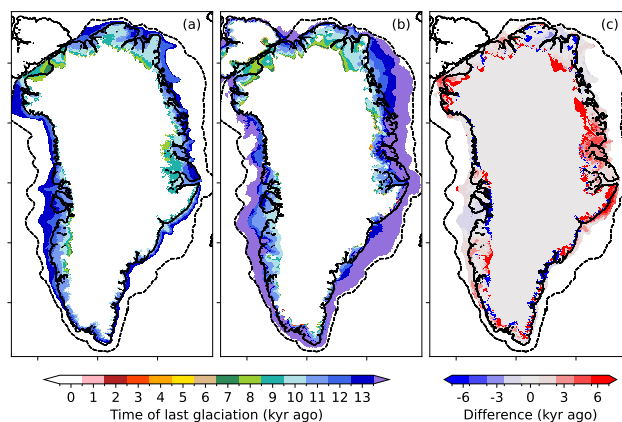 (a) (b) (c)
0 1 2 3 4 5 6 7 8 9 10 11 12 13 -6 -3 0 3 6
Time of last glaciation (kyr ago) Difference (kyr ago)